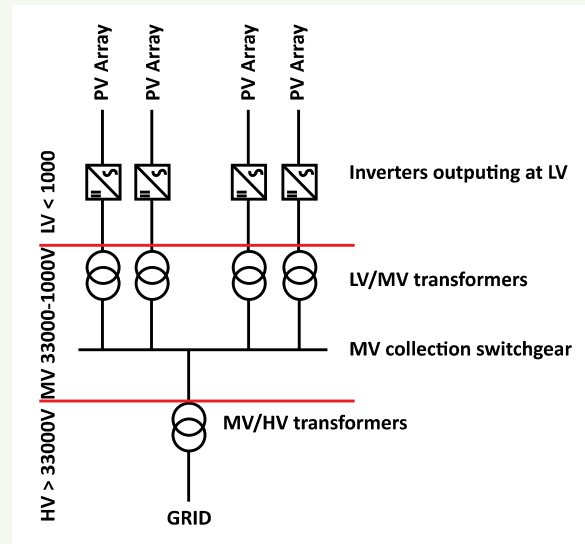 PV Array
PV Array
PV Array
PV Array
LV < 1000
Inverters outputing at LV
MV 33000-1000V
LV/MV transformers
MV collection switchgear
HV > 33000V
MV/HV transformers
GRID